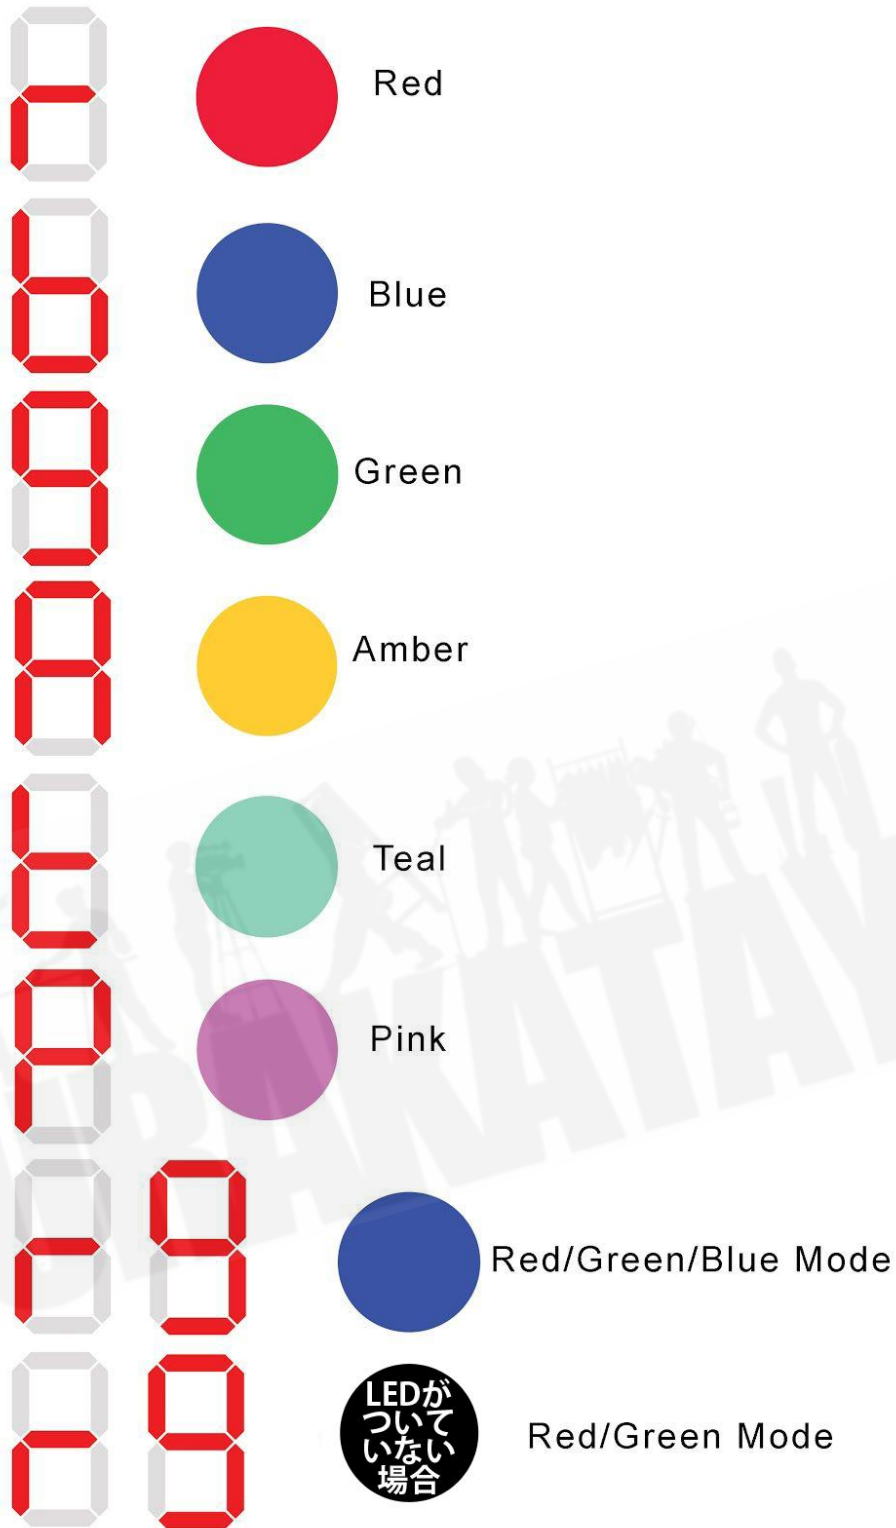 r
Red
b
Blue
g
Green
A
Amber
t
Teal
P
Pink
r g
Red/Green/Blue Mode
r g
LEDが
ついて
いない
場合
Red/Green Mode